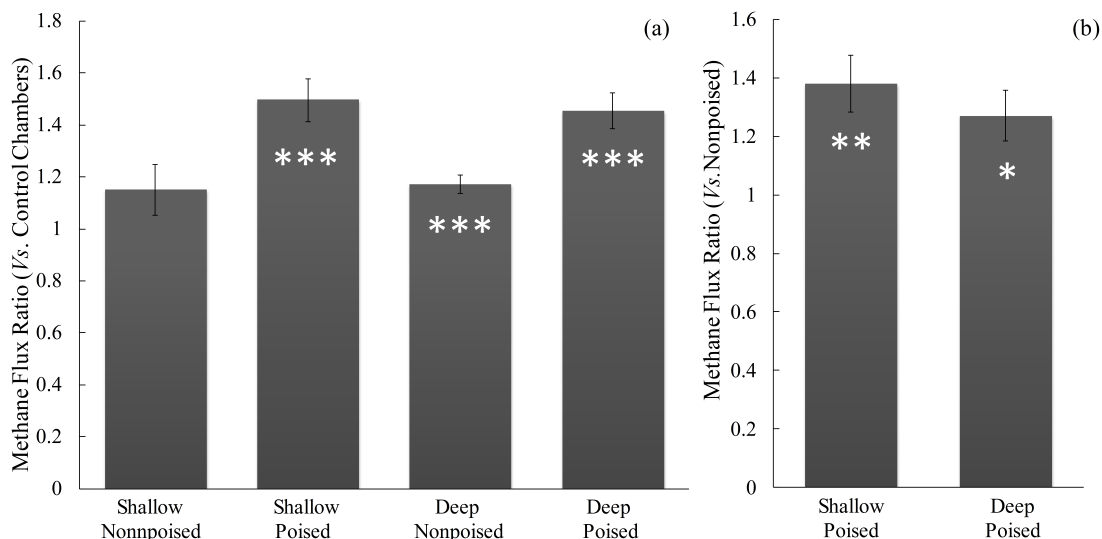 (a)
Methane Flux Ratio (Vs. Control Chambers)
1.8
1.6
1.4
1.2
1
0.8
0.6
0.4
0.2
0
***
***
***
Shallow
Nonnpoised
Shallow
Poised
Deep
Nonpoised
Deep
Poised
(b)
Methane Flux Ratio (Vs.Nonpoised)
1.6
1.4
1.2
1
0.8
0.6
0.4
0.2
0
**
*
Shallow
Poised
Deep
Poised